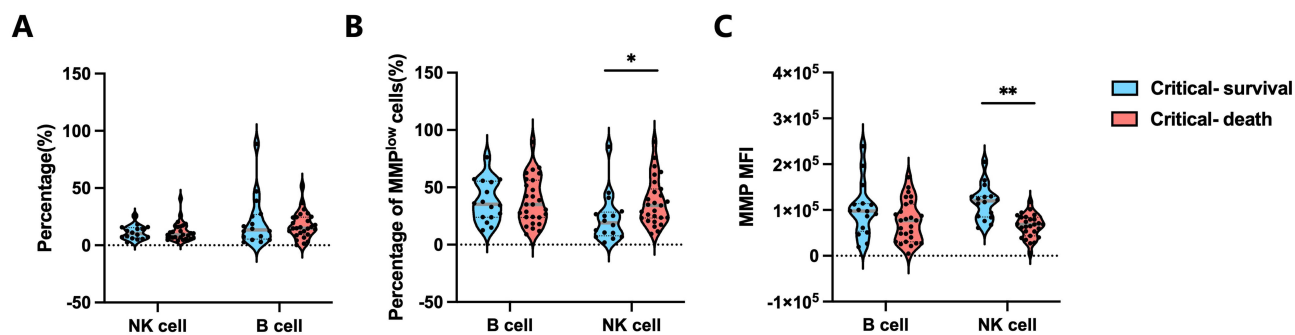 A
Percentage(%)
150
100
50
0
-50
NK cell
B cell
B
Percentage of MMPˡᵒʷ cells(%)
150
100
50
0
-50
*
B cell
NK cell
C
MMP MFI
4×10⁵
3×10⁵
2×10⁵
1×10⁵
0
-1×10⁵
**
B cell
NK cell
Critical- survival
Critical- death